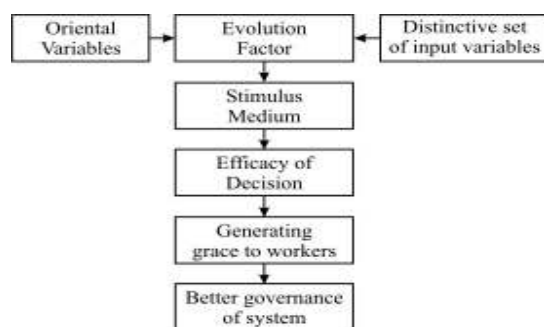 Oriental
Variables
Evolution
Factor
Distinctive set
of input variables
Stimulus
Medium
Efficacy of
Decision
Generating
grace to workers
Better governance
of system